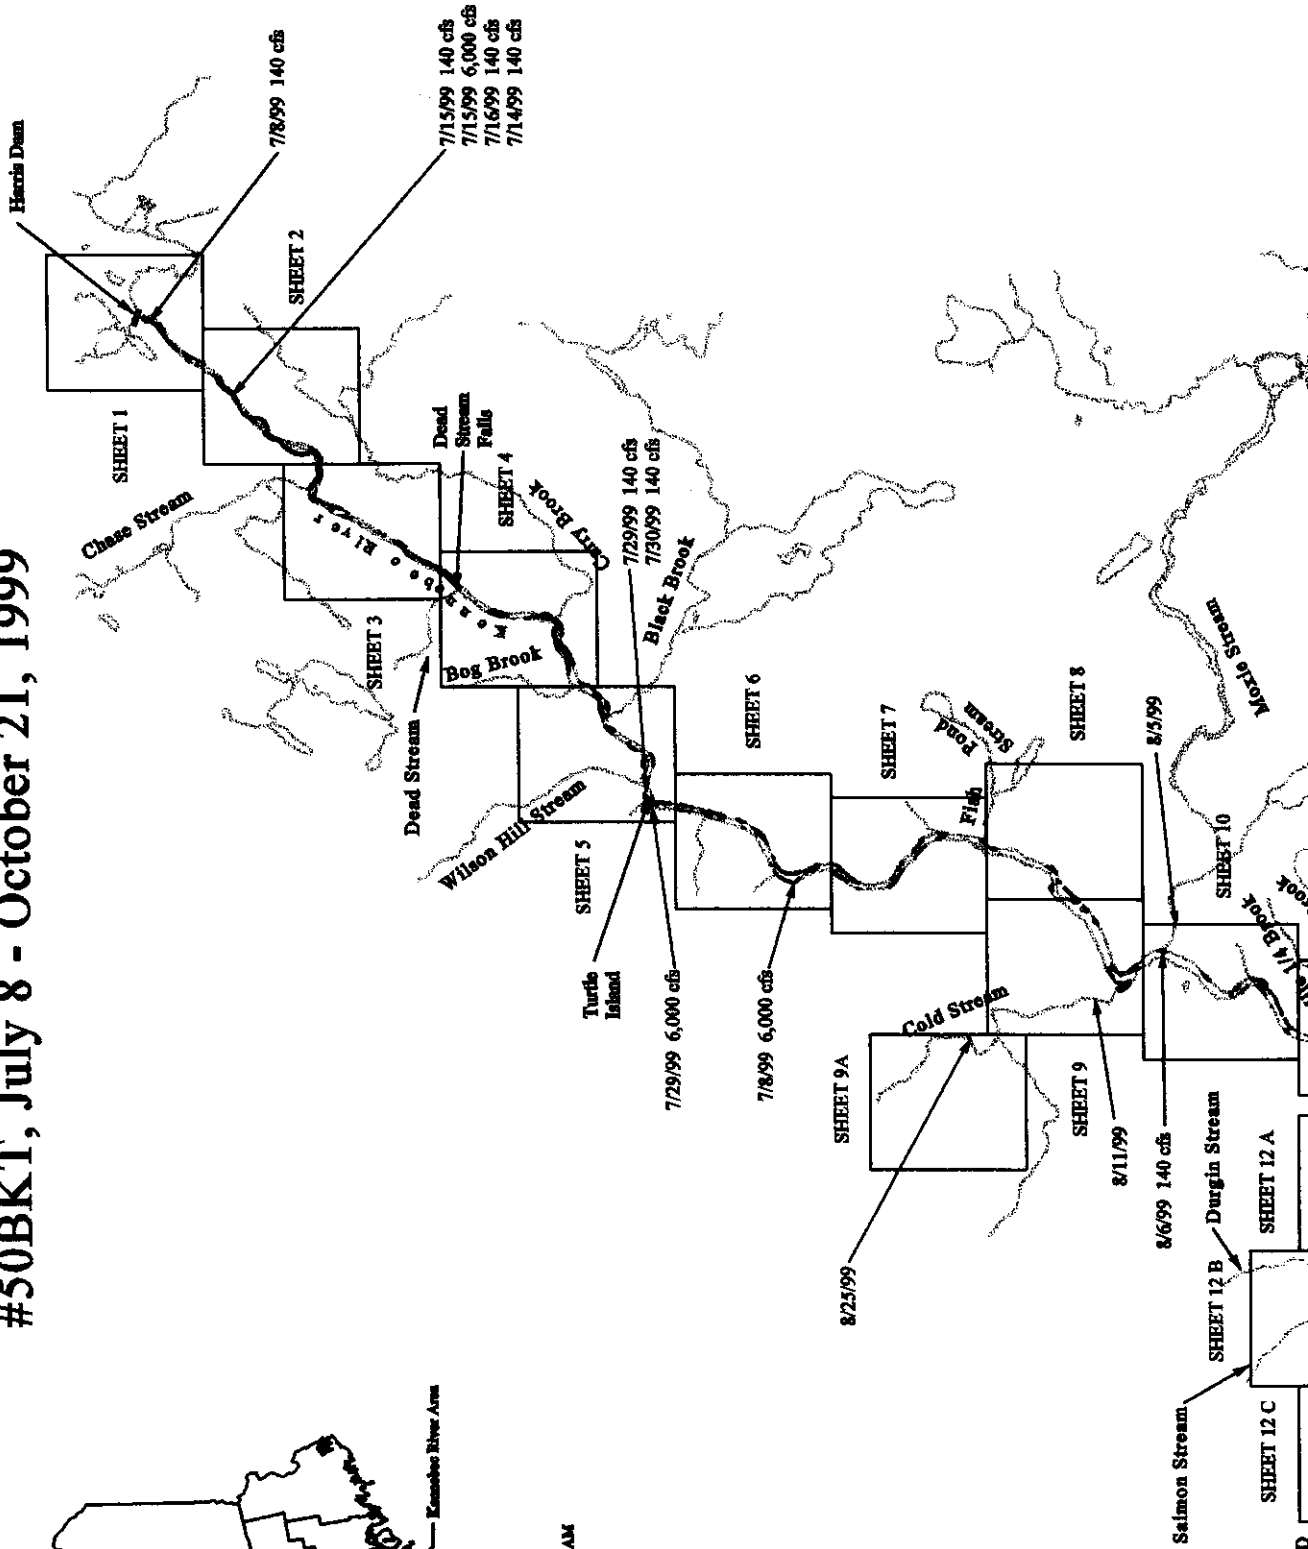 #50BKT, July 8 - October 21, 1999
Harris Dam
7/8/99 140 cfs
7/15/99 140 cfs
7/15/99 6,000 cfs
7/16/99 140 cfs
7/14/99 140 cfs
SHEET 1
SHEET 2
Chase Stream
Kennebec River
Dead
Stream
Falls
SHEET 3
SHEET 4
Carry Brook
Dead Stream
Bog Brook
7/29/99 140 cfs
7/30/99 140 cfs
Black Brook
Wilson Hill Stream
SHEET 5
SHEET 6
Turtle
Island
7/29/99 6,000 cfs
7/8/99 6,000 cfs
SHEET 7
Fish
Pond
Stream
SHEET 8
Moxie Stream
8/5/99
Cold Stream
SHEET 9A
SHEET 9
SHEET 10
8/25/99
8/11/99
8/6/99 140 cfs
1/4 Brook
Durgin Stream
SHEET 12 A
SHEET 12 B
Salmon Stream
SHEET 12 C
Kennebec River Area
AM
D